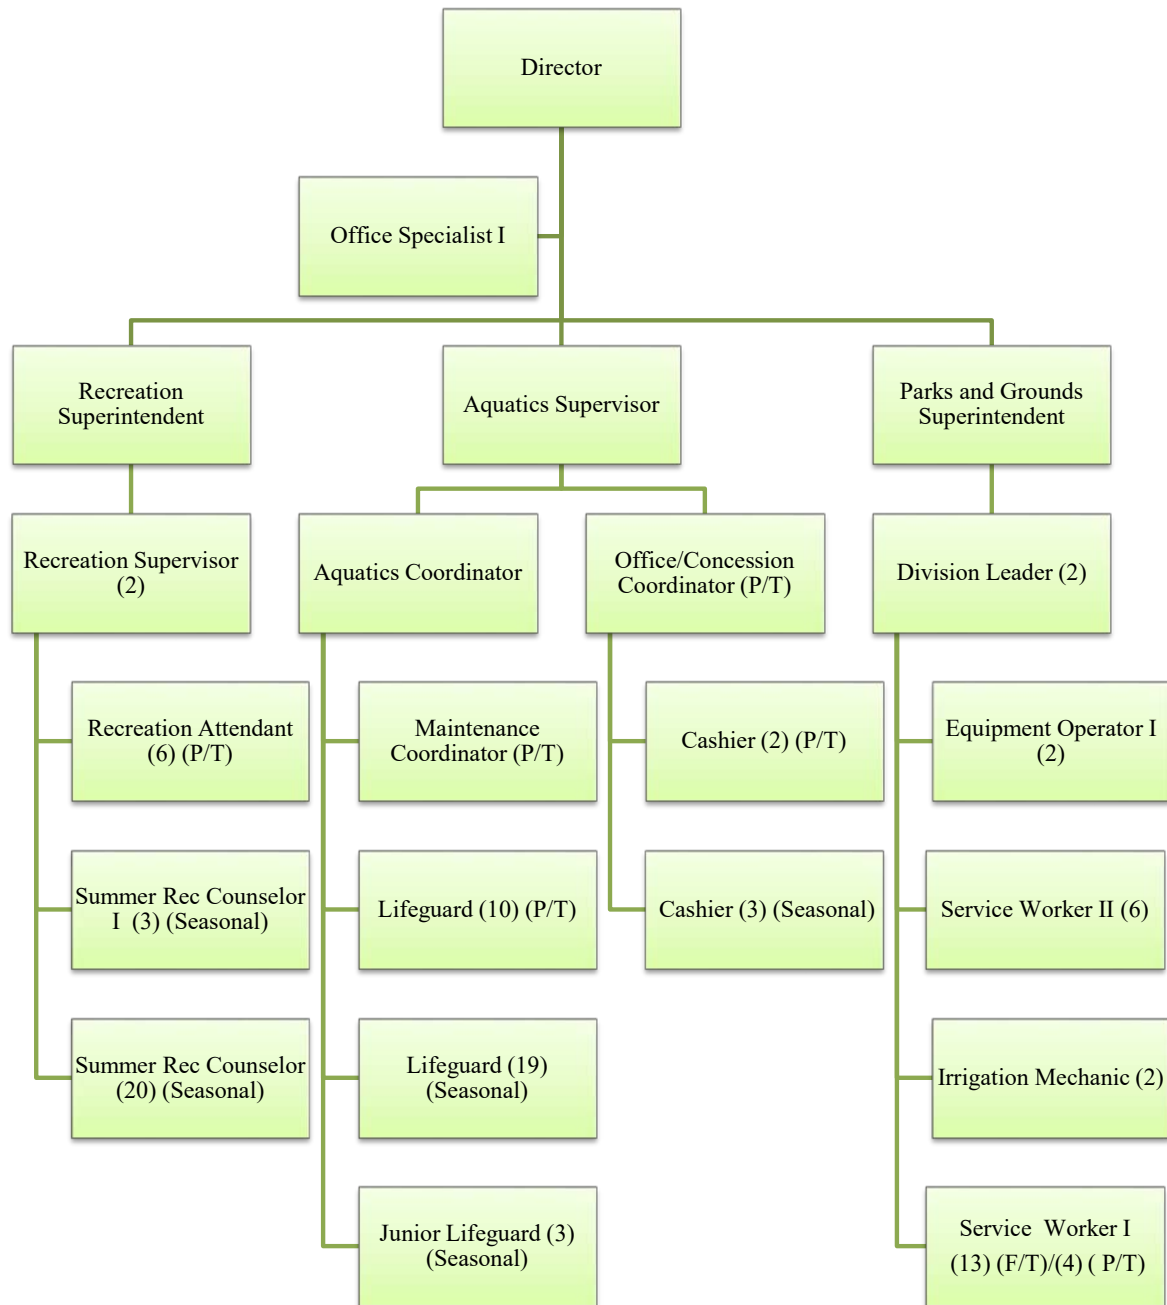 Director
Office Specialist I
Recreation
Superintendent
Aquatics Supervisor
Parks and Grounds
Superintendent
Recreation Supervisor
(2)
Aquatics Coordinator
Office/Concession
Coordinator (P/T)
Division Leader (2)
Recreation Attendant
(6) (P/T)
Maintenance
Coordinator (P/T)
Cashier (2) (P/T)
Equipment Operator I
(2)
Summer Rec Counselor
I (3) (Seasonal)
Lifeguard (10) (P/T)
Cashier (3) (Seasonal)
Service Worker II (6)
Summer Rec Counselor
(20) (Seasonal)
Lifeguard (19)
(Seasonal)
Irrigation Mechanic (2)
Junior Lifeguard (3)
(Seasonal)
Service Worker I
(13) (F/T)/(4) ( P/T)